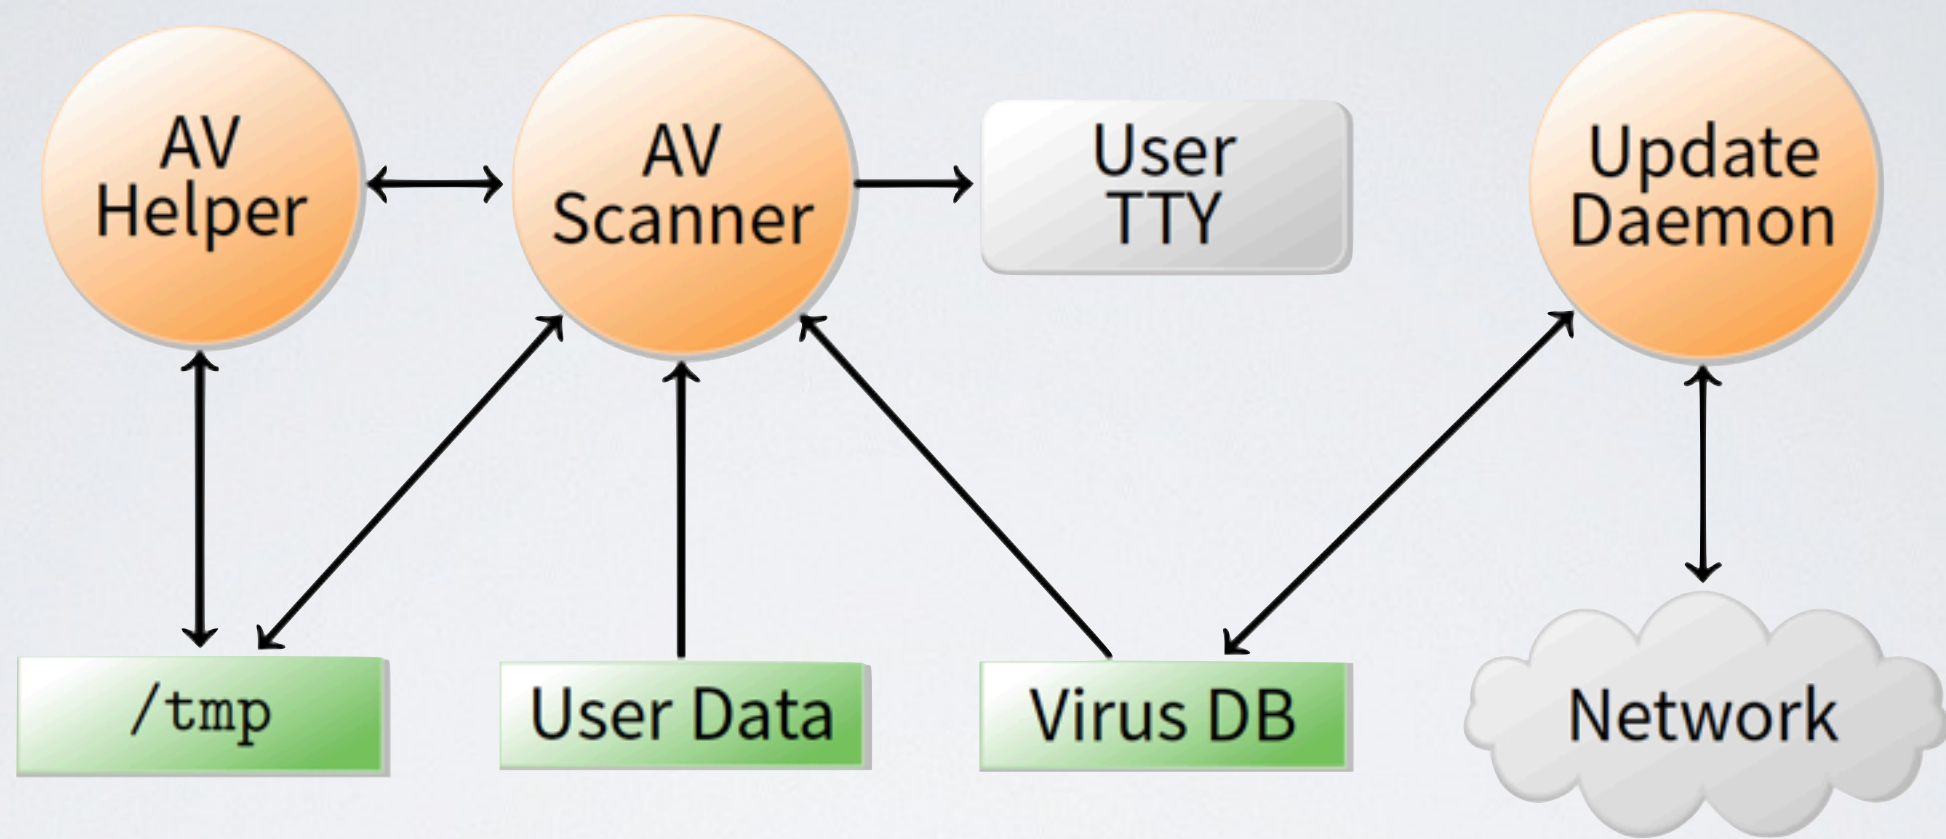 AV
Helper
AV
Scanner
User
TTY
Update
Daemon
/tmp
User Data
Virus DB
Network